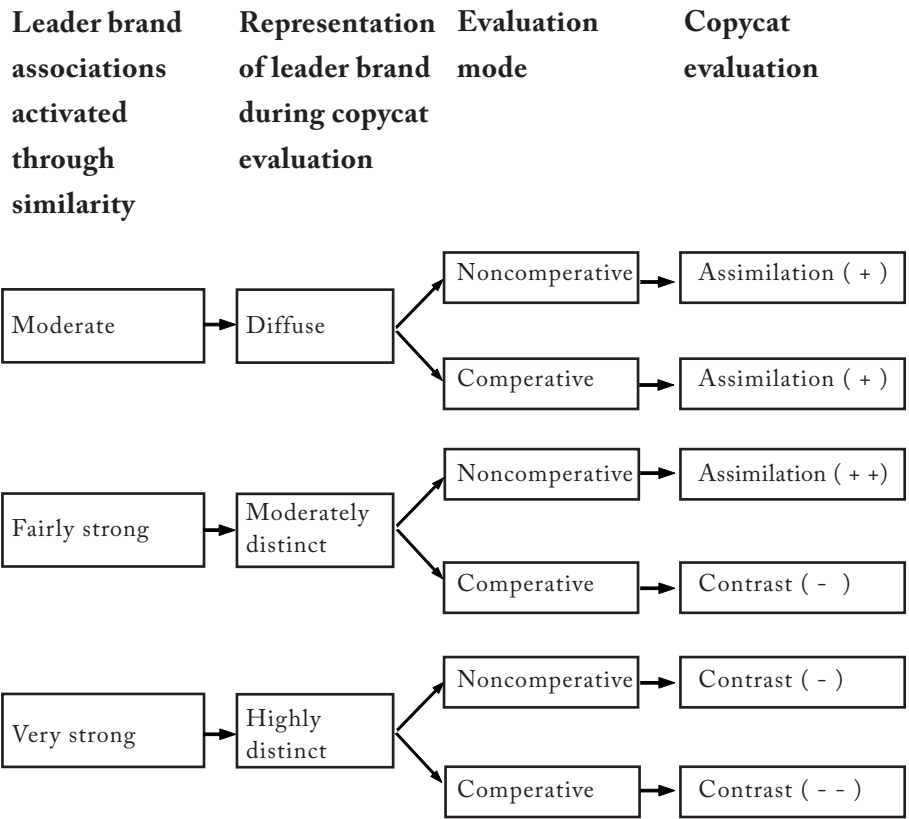 Leader brand
associations
activated
through
similarity
Representation
of leader brand
during copycat
evaluation
Evaluation
mode
Copycat
evaluation
Moderate
Diffuse
Noncomperative
Assimilation ( + )
Comperative
Assimilation ( + )
Fairly strong
Moderately
distinct
Noncomperative
Assimilation ( + +)
Comperative
Contrast ( -  )
Very strong
Highly
distinct
Noncomperative
Contrast ( - )
Comperative
Contrast ( - - )